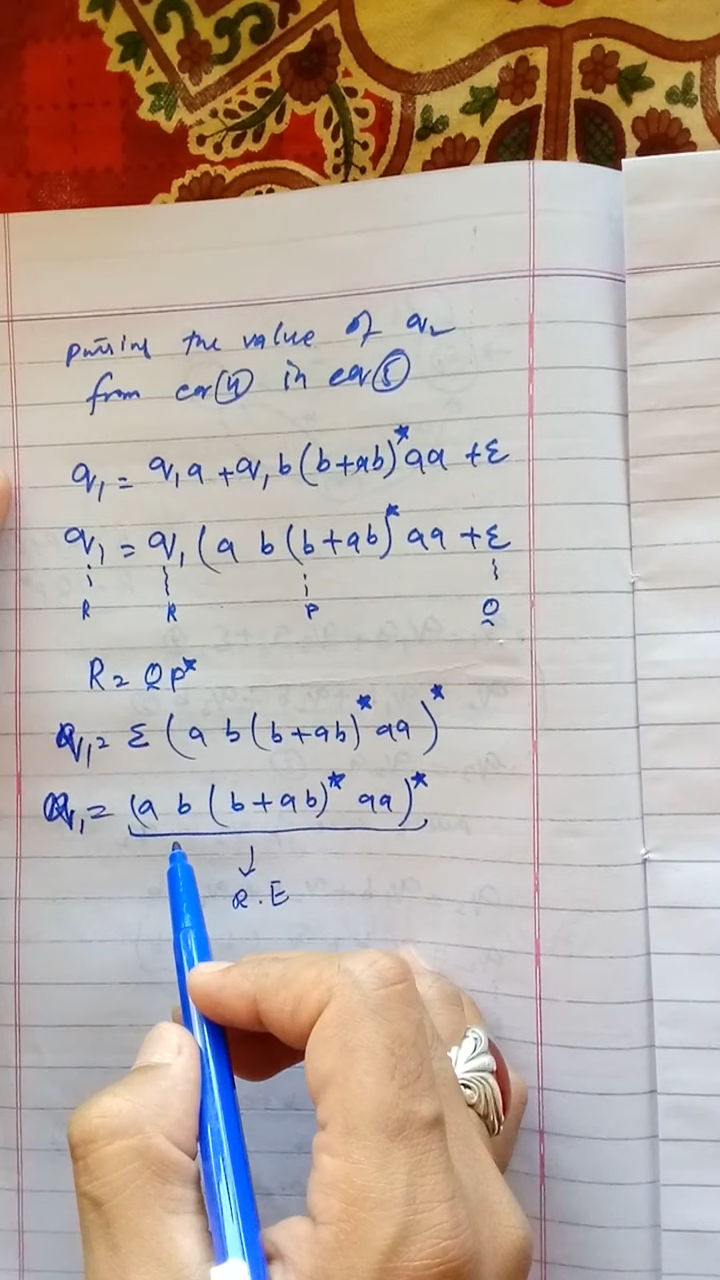 putting the value of q₂
from eq(4) in eq(5)
q₁ = q₁a + q₁b(b+ab)*aa + ε
q₁ = q₁(a b(b+ab)*aa + ε
R R P Q
R = QP*
q₁ = ε(a b(b+ab)*aa)*
q₁ = (a b(b+ab)*aa)*
↓
R.E